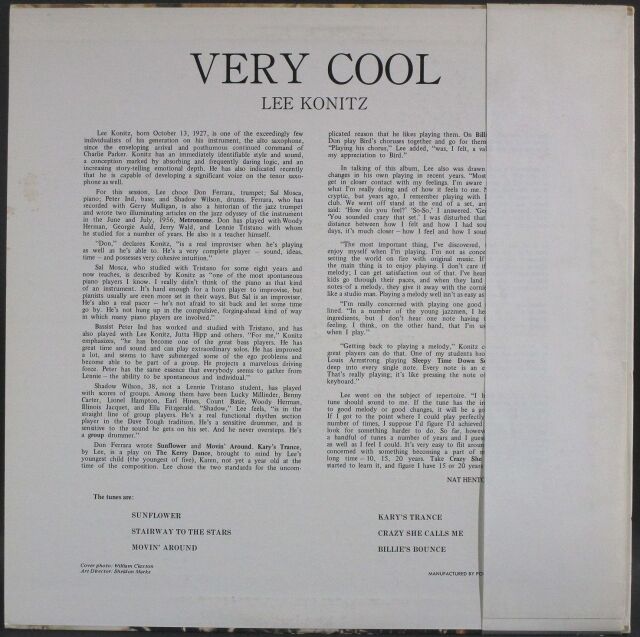 VERY COOL
LEE KONITZ
Lee Konitz, born October 13, 1927, is one of the exceedingly few
individualists of his generation on his instrument, the alto saxophone,
since the enveloping arrival and posthumous continued command of
Charlie Parker. Konitz has an immediately identifiable style and sound,
a conception marked by absorbing and frequently daring logic, and an
increasing story-telling emotional depth. He has also indicated recently
that he is capable of developing a significant voice on the tenor saxo-
phone as well.
For this session, Lee choce Don Ferrara, trumpet; Sal Mosca,
piano; Peter Ind, bass; and Shadow Wilson, drums. Ferrara, who has
recorded with Gerry Mulligan, is also a historian of the jazz trumpet
and wrote two illuminating articles on the jazz odyssey of the instrument
in the June and July, 1956, Metronome. Don has played with Woody
Herman, Georgie Auld, Jerry Wald, and Lennie Tristano with whom
he studied for a number of years. He also is a teacher himself.
"Don," declares Konitz, "is a real improviser when he's playing
as well as he's able to. He's a very complete player – sound, ideas,
time – and possesses very cohesive intuition."
Sal Mosca, who studied with Tristano for some eight years and
now teaches, is described by Konitz as "one of the most spontaneous
piano players I know. I really didn't think of the piano as that kind
of an instrument. It's hard enough for a horn player to improvise, but
pianists usually are even more set in their ways. But Sal is an improviser.
He's also a real pacer – he's not afraid to sit back and let some time
go by. He's not hung up in the compulsive, forging-ahead kind of way
in which many piano players are involved."
Bassist Peter Ind has worked and studied with Tristano, and has
also played with Lee Konitz, Jutta Hipp and others. "For me," Konitz
emphasizes, "he has become one of the great bass players. He has
great time and sound and can play extraordinary solos. He has improved
a lot, and seems to have submerged some of the ego problems and
become able to be part of a group. He projects a marvelous driving
force. Peter has the same essence that everybody seems to gather from
Lennie – the ability to be spontaneous and individual."
Shadow Wilson, 38, not a Lennie Tristano student, has played
with scores of groups. Among them have been Lucky Millinder, Benny
Carter, Lionel Hampton, Earl Hines, Count Basie, Woody Herman,
Illinois Jacquet, and Ella Fitzgerald. "Shadow," Lee feels, "is in the
straight line of group players. He's a real functional rhythm section
player in the Dave Tough tradition. He's a sensitive drummer, and is
sensitive to the sound he gets on his set. And he never oversteps. He's
a group drummer."
Don Ferrara wrote Sunflower and Movin' Around. Kary's Trance,
by Lee, is a play on The Kerry Dance, brought to mind by Lee's
youngest child (the youngest of five), Karen, not yet a year old at the
time of the composition. Lee chose the two standards for the uncom-
plicated reason that he likes playing them. On Bill
Don play Bird's choruses together and go for them
"Playing his chorus," Lee added, "was, I felt, a val
my appreciation to Bird."
In talking of this album, Lee also was drawn
changes in his own playing in recent years. "Most
get in closer contact with my feelings. I'm aware
what I'm really doing and of how it feels to me.
cryptic, but years ago, I remember playing with
club. We went off stand at the end of a set, an
said: 'How do you feel?' 'So-So,' I answered. 'Ge
'You sounded crazy that set.' I was disturbed that
distance between how I felt and how I had sou
days, it's much closer – how I feel and how I soun
"The most important thing, I've discovered, i
enjoy myself when I'm playing. I'm not as conce
setting the world on fire with original music. If
the main thing is to enjoy playing. I don't care if
melody; I can get satisfaction out of that. I've hear
kids go through their paces, and when they land
notes of a melody, they give it away with the corni
like a studio man. Playing a melody well isn't an easy as
"I'm really concerned with playing one good
lined. "In a number of the young jazzmen, I he
ingredients, but I don't hear one note having t
feeling. I think, on the other hand, that I'm us
when I play."
"Getting back to playing a melody," Konitz c
great players can do that. One of my students has
Louis Armstrong playing Sleepy Time Down So
deep into every single note. Every note is an e
That's really playing; it's like pressing the note o
keyboard."
Lee went on the subject of repertoire. "I
tune should sound to me. If the tune has the in
to good melody or good changes, it will be a go
If I got to the point where I could play perfectly
number of times, I suppose I'd figure I'd achieved
look for something harder to do. So far, howev
a handful of tunes a number of years and I gues
as well as I feel I could. It's very easy to flit aroun
concerned with something becoming a part of m
long time – 10, 15, 20 years. Take Crazy She
started to learn it, and figure I have 15 or 20 years
NAT HENTO
The tunes are:
SUNFLOWER
STAIRWAY TO THE STARS
MOVIN' AROUND
KARY'S TRANCE
CRAZY SHE CALLS ME
BILLIE'S BOUNCE
Cover photo: William Claxton
Art Director: Sheldon Marks
MANUFACTURED BY PO